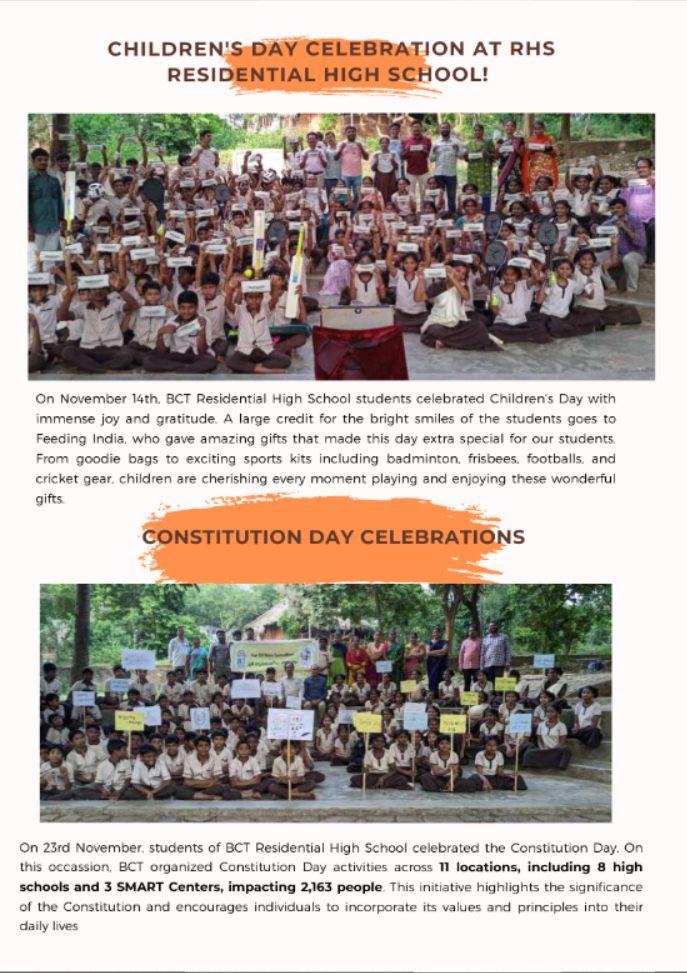 CHILDREN'S DAY CELEBRATION AT RHS
RESIDENTIAL HIGH SCHOOL!
On November 14th, BCT Residential High School students celebrated Children's Day with
immense joy and gratitude. A large credit for the bright smiles of the students goes to
Feeding India, who gave amazing gifts that made this day extra special for our students.
From goodie bags to exciting sports kits including badminton, frisbees, footballs, and
cricket gear, children are cherishing every moment playing and enjoying these wonderful
gifts.
CONSTITUTION DAY CELEBRATIONS
On 23rd November, students of BCT Residential High School celebrated the Constitution Day. On
this occassion, BCT organized Constitution Day activities across 11 locations, including 8 high
schools and 3 SMART Centers, impacting 2,163 people. This initiative highlights the significance
of the Constitution and encourages individuals to incorporate its values and principles into their
daily lives